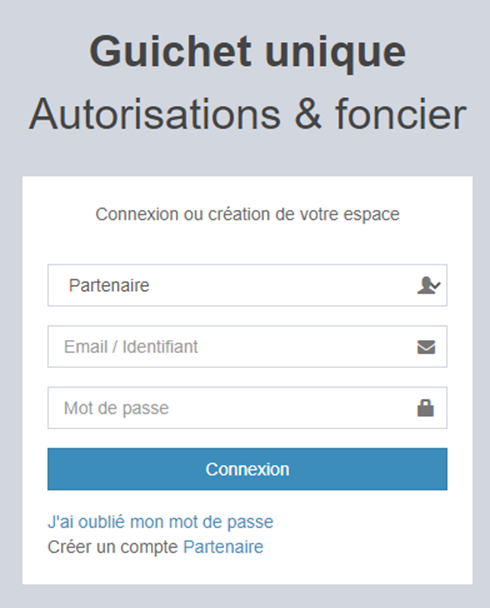 Guichet unique
Autorisations & foncier
Connexion ou création de votre espace
Partenaire
Email / Identifiant
Mot de passe
Connexion
J'ai oublié mon mot de passe
Créer un compte Partenaire